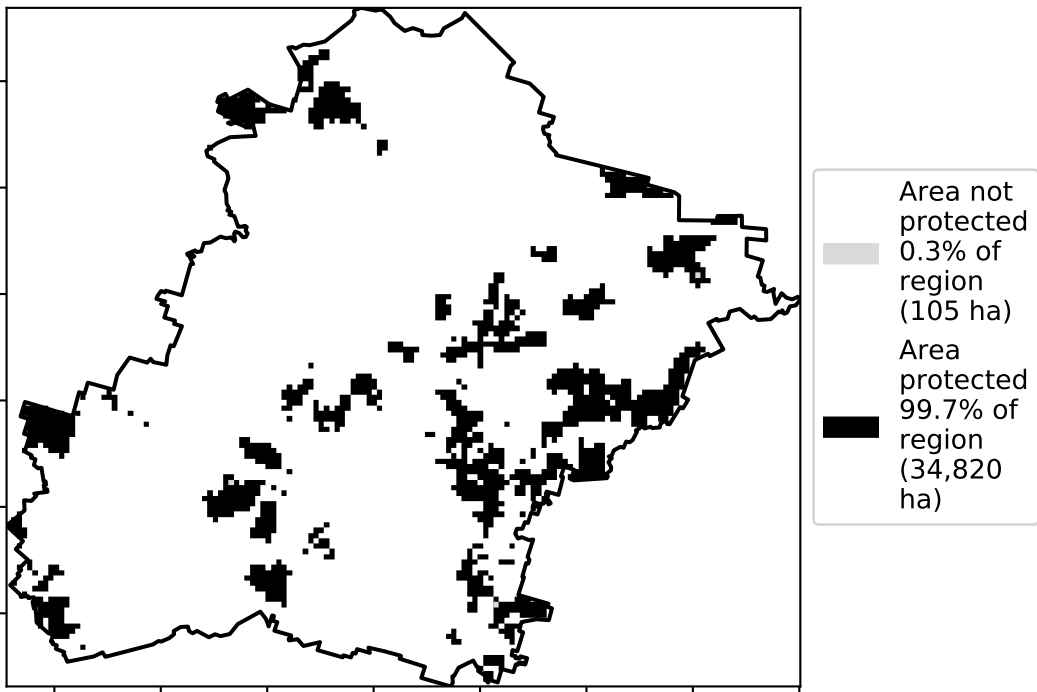 Area not
protected
0.3% of
region
(105 ha)
Area
protected
99.7% of
region
(34,820
ha)